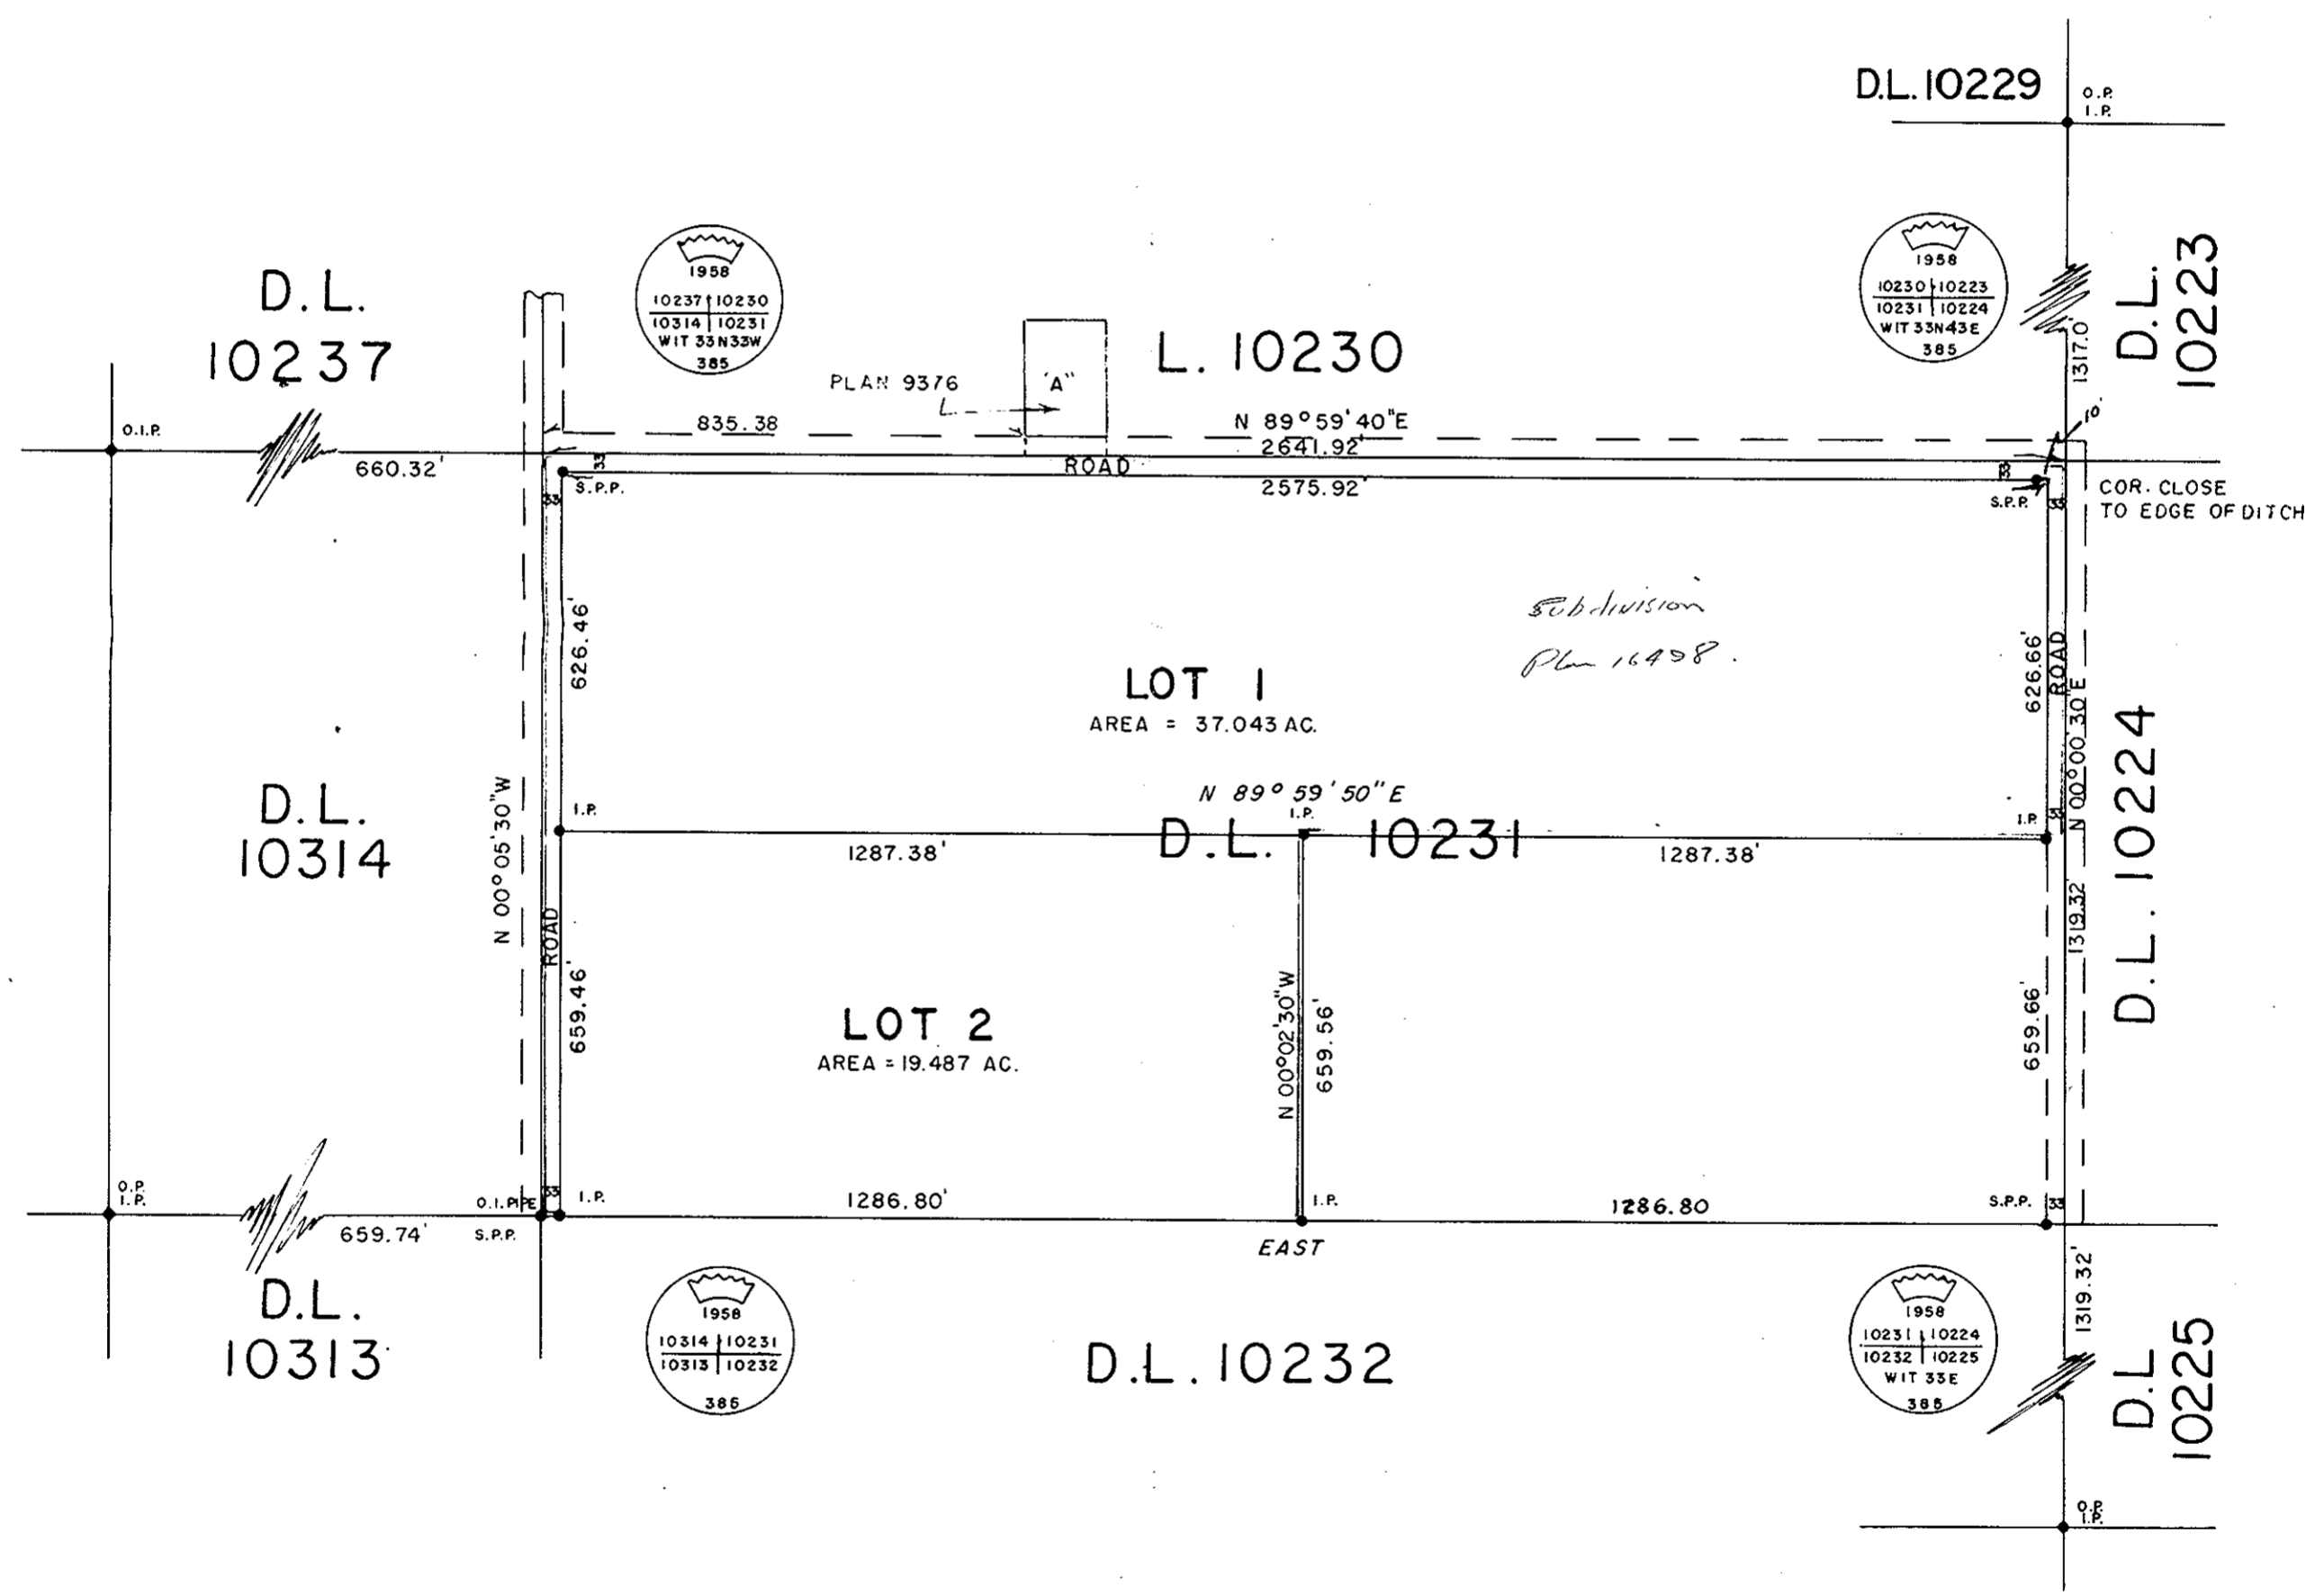 D.L. 10229
O.P.
I.P.
D.L.
10223
1317.0'
1958
10237 10230
10314 10231
WIT 33N33W
385
1958
10230 10223
10231 10224
WIT 33N43E
385
D.L.
10237
L. 10230
PLAN 9376
"A"
835.38
N 89°59'40"E
2641.92'
10'
O.I.P.
660.32'
33
ROAD
33
S.P.P.
33
2575.92'
S.P.P.
33
COR. CLOSE
TO EDGE OF DITCH
626.46'
Subdivision
Plan 16498.
626.66'
ROAD
N 00°00'30"E
LOT 1
AREA = 37.043 AC.
D.L. 10224
N 00°05'30"W
D.L.
10314
I.P.
N 89°59'50"E
I.P.
33
I.P.
D.L. 10231
1287.38'
1287.38'
1319.32'
ROAD
659.46'
LOT 2
AREA = 19.487 AC.
N 00°02'30"W
659.56'
659.66'
O.P.
I.P.
O.I.PIPE
33
I.P.
1286.80'
I.P.
1286.80
S.P.P.
33
659.74'
S.P.P.
EAST
1319.32'
D.L.
10313
1958
10314 10231
10313 10232
385
D.L. 10232
1958
10231 10224
10232 10225
WIT 33E
385
D.L
10225
O.P.
I.P.